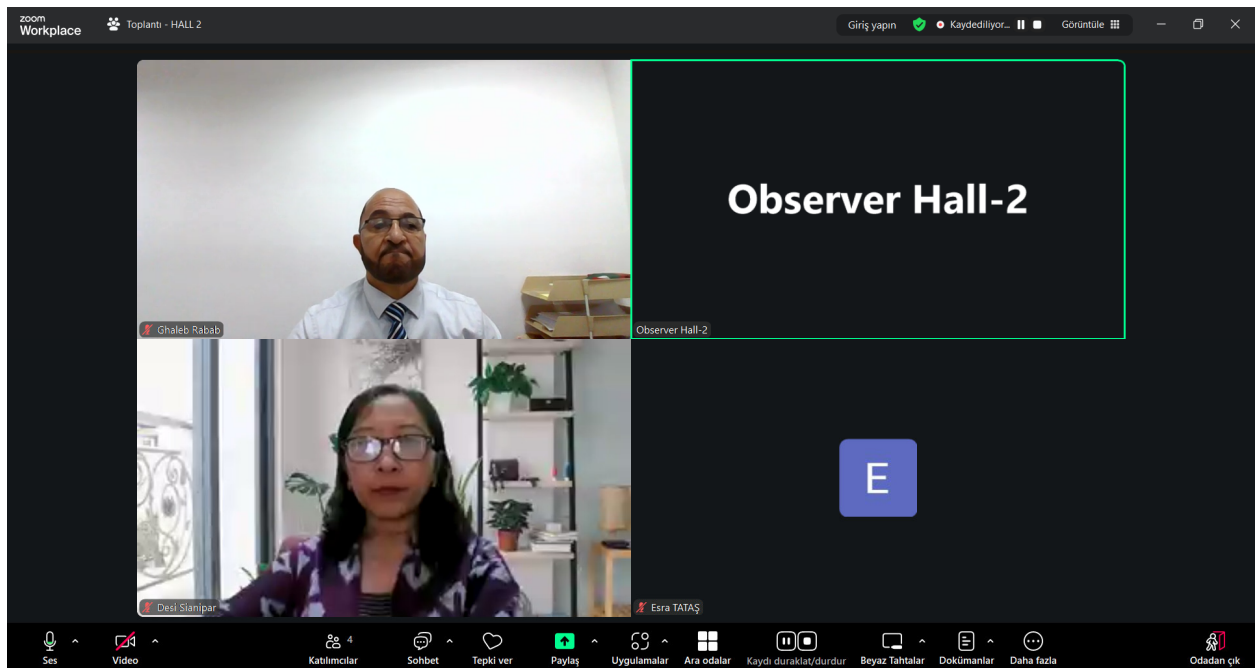 zoom
Workplace
Toplantı - HALL 2
Giriş yapın
Kaydediliyor...
Görüntüle
Ghaleb Rabab
Observer Hall-2
Observer Hall-2
Desi Sianipar
E
Esra TATAŞ
Ses
Video
4
Katılımcılar
Sohbet
Tepki ver
Paylaş
Uygulamalar
Ara odalar
Kaydı duraklat/durdur
Beyaz Tahtalar
Dokümanlar
Daha fazla
Odadan çık